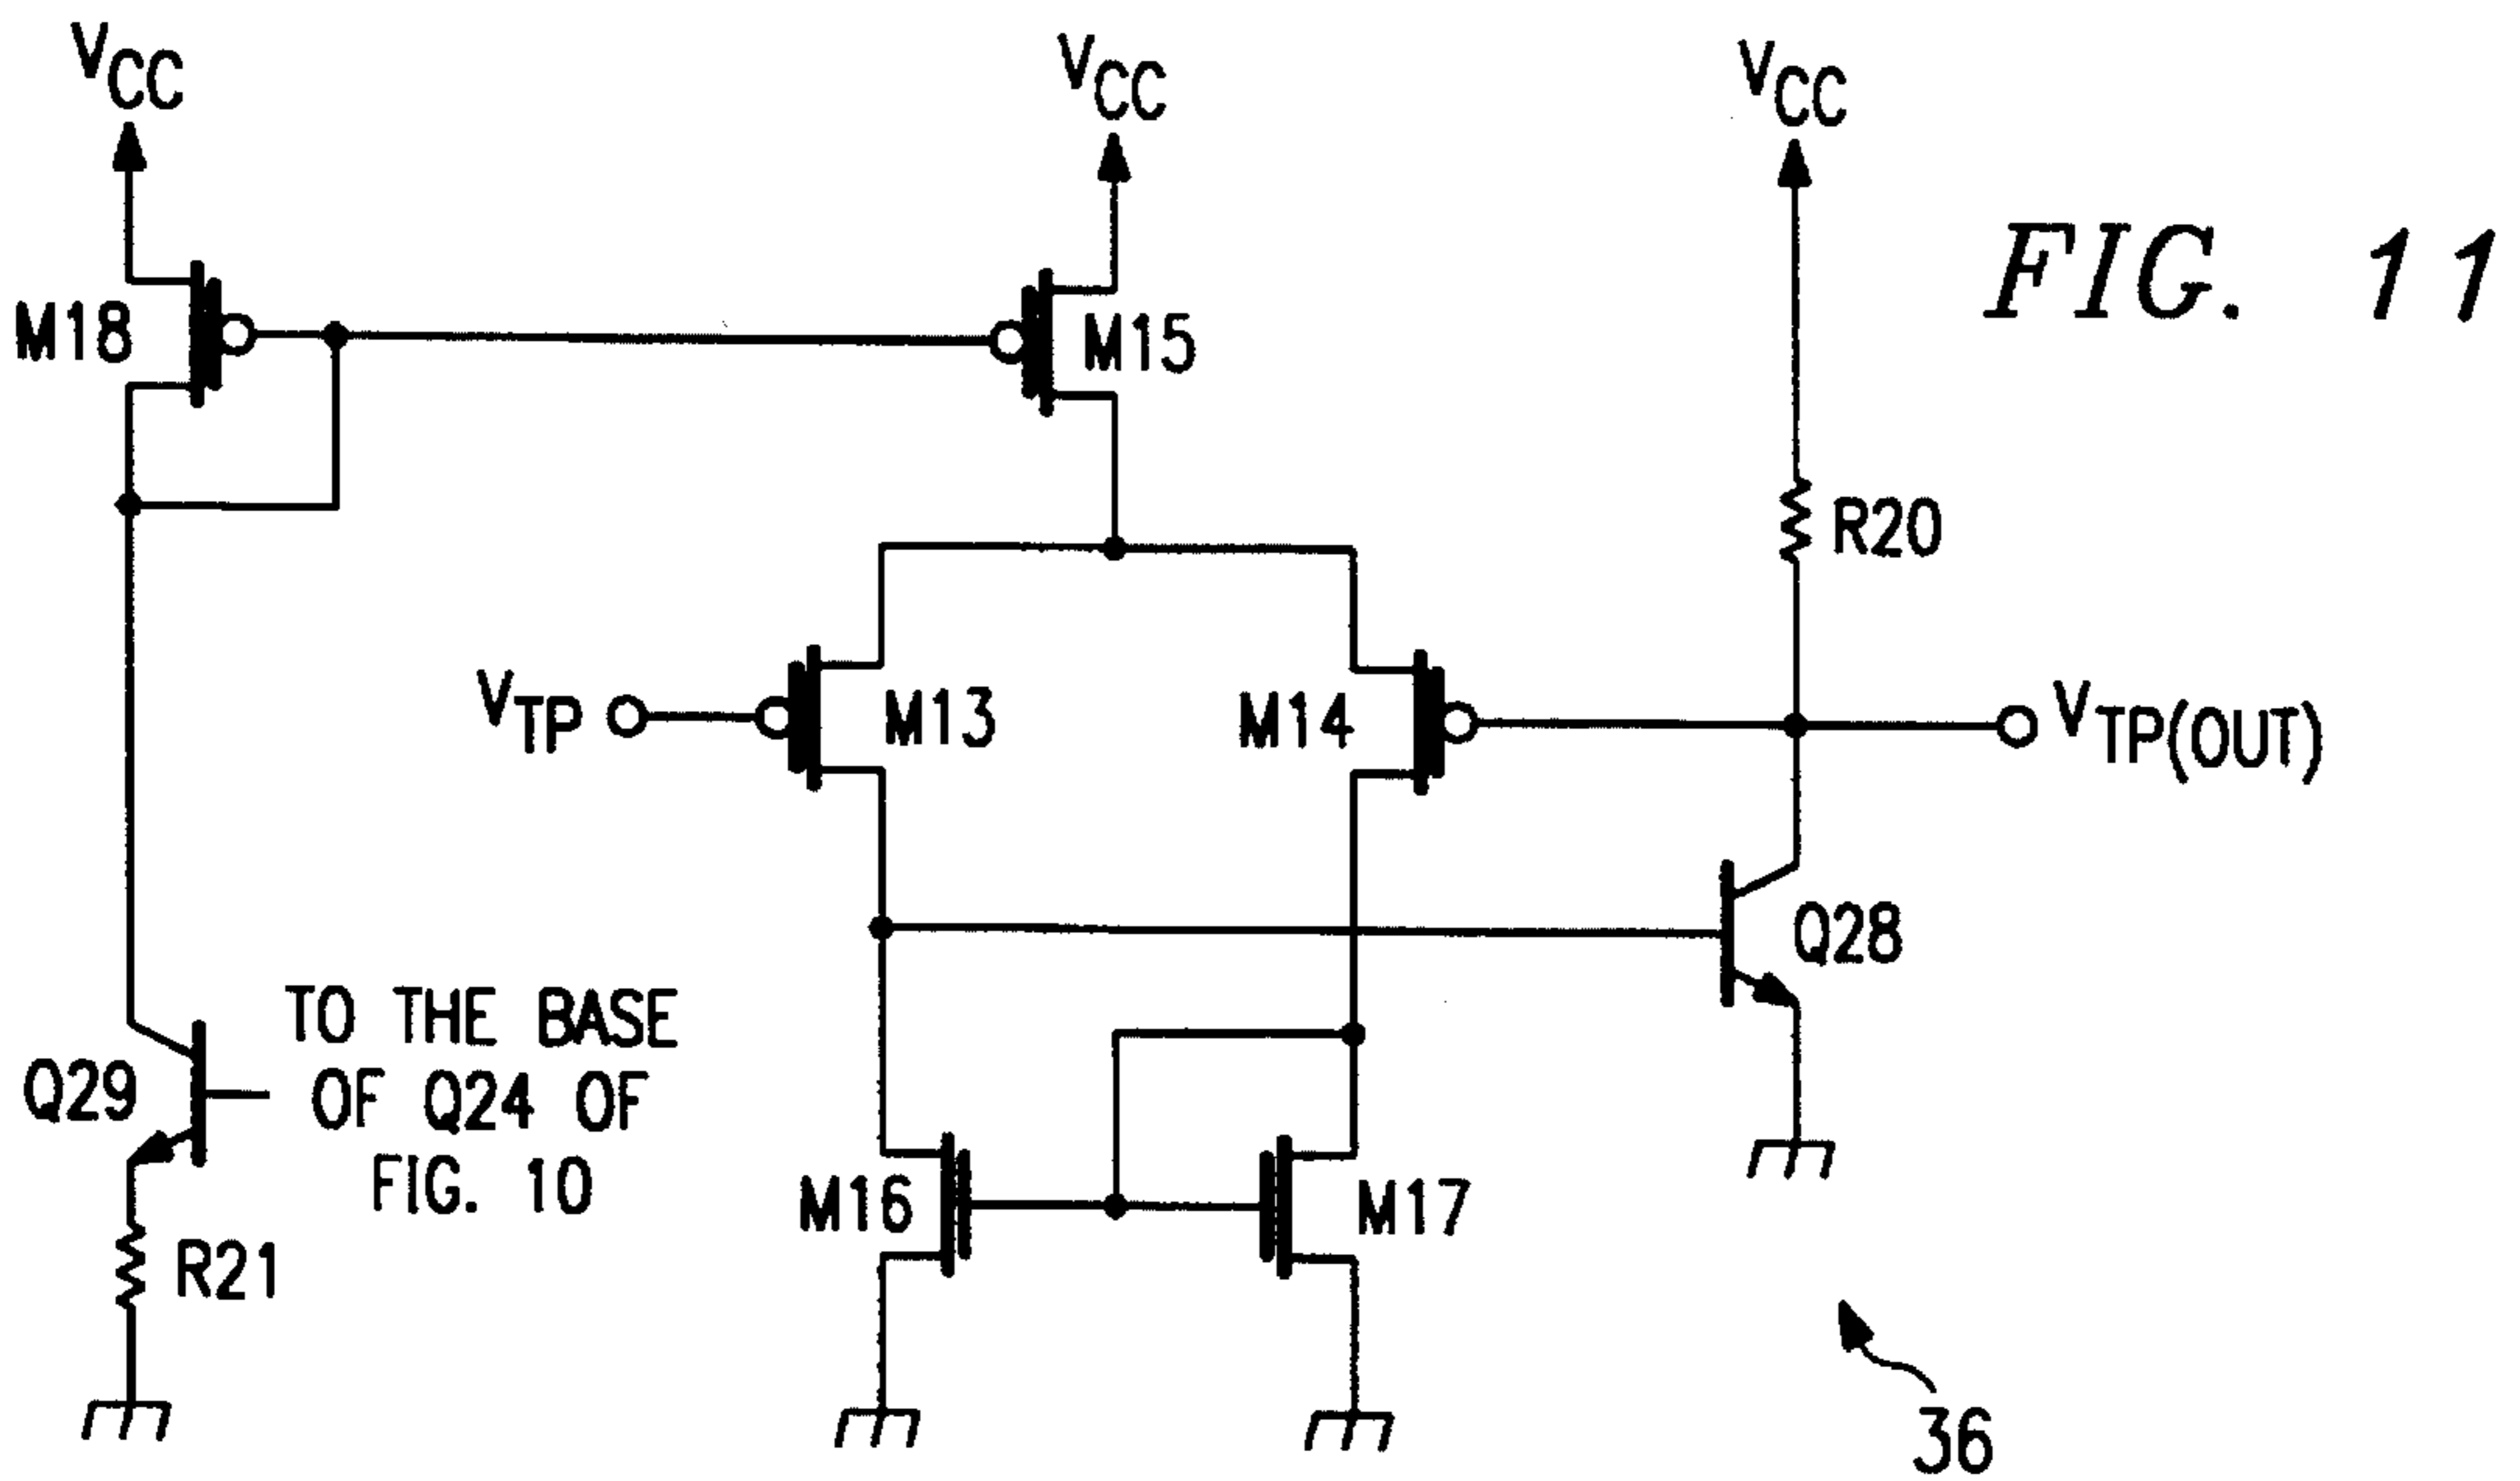 VCC
VCC
VCC
FIG. 11
M18
M15
R20
VTP
M13
M14
VTP(OUT)
Q28
Q29
TO THE BASE
OF Q24 OF
FIG. 10
M16
M17
R21
36